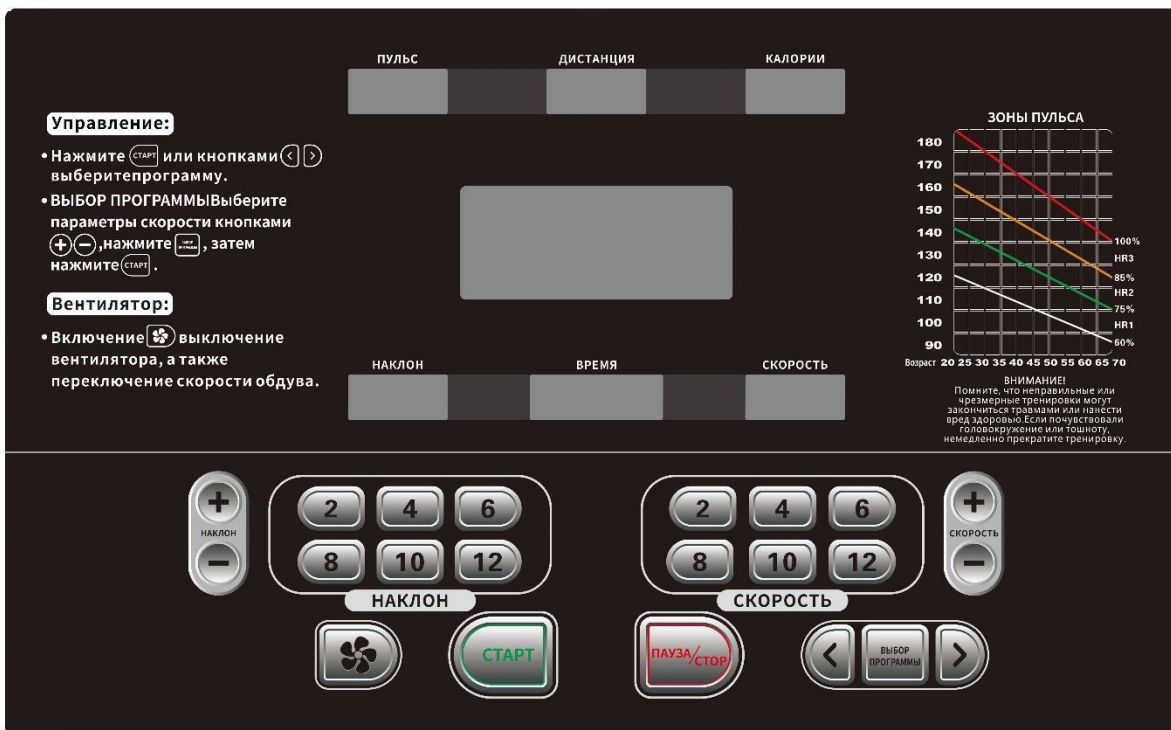 ПУЛЬС
ДИСТАНЦИЯ
КАЛОРИИ
Управление:
• Нажмите СТАРТ или кнопками < >
выберитепрограмму.
• ВЫБОР ПРОГРАММЫВыберите
параметры скорости кнопками
+ − ,нажмите ВЫБОР ПРОГРАММЫ , затем
нажмите СТАРТ .
Вентилятор:
• Включение выключение
вентилятора, а также
переключение скорости обдува.
НАКЛОН
ВРЕМЯ
СКОРОСТЬ
ЗОНЫ ПУЛЬСА
180
170
160
150
140
130
120
110
100
90
100%
HR3
85%
HR2
75%
HR1
60%
Возраст 20 25 30 35 40 45 50 55 60 65 70
ВНИМАНИЕ!
Помните, что неправильные или
чрезмерные тренировки могут
закончиться травмами или нанести
вред здоровью.Если почувствовали
головокружение или тошноту,
немедленно прекратите тренировку.
+
НАКЛОН
−
2 4 6
8 10 12
НАКЛОН
2 4 6
8 10 12
СКОРОСТЬ
+
СКОРОСТЬ
−
СТАРТ
ПАУЗА/СТОР
<
ВЫБОР
ПРОГРАММЫ
>